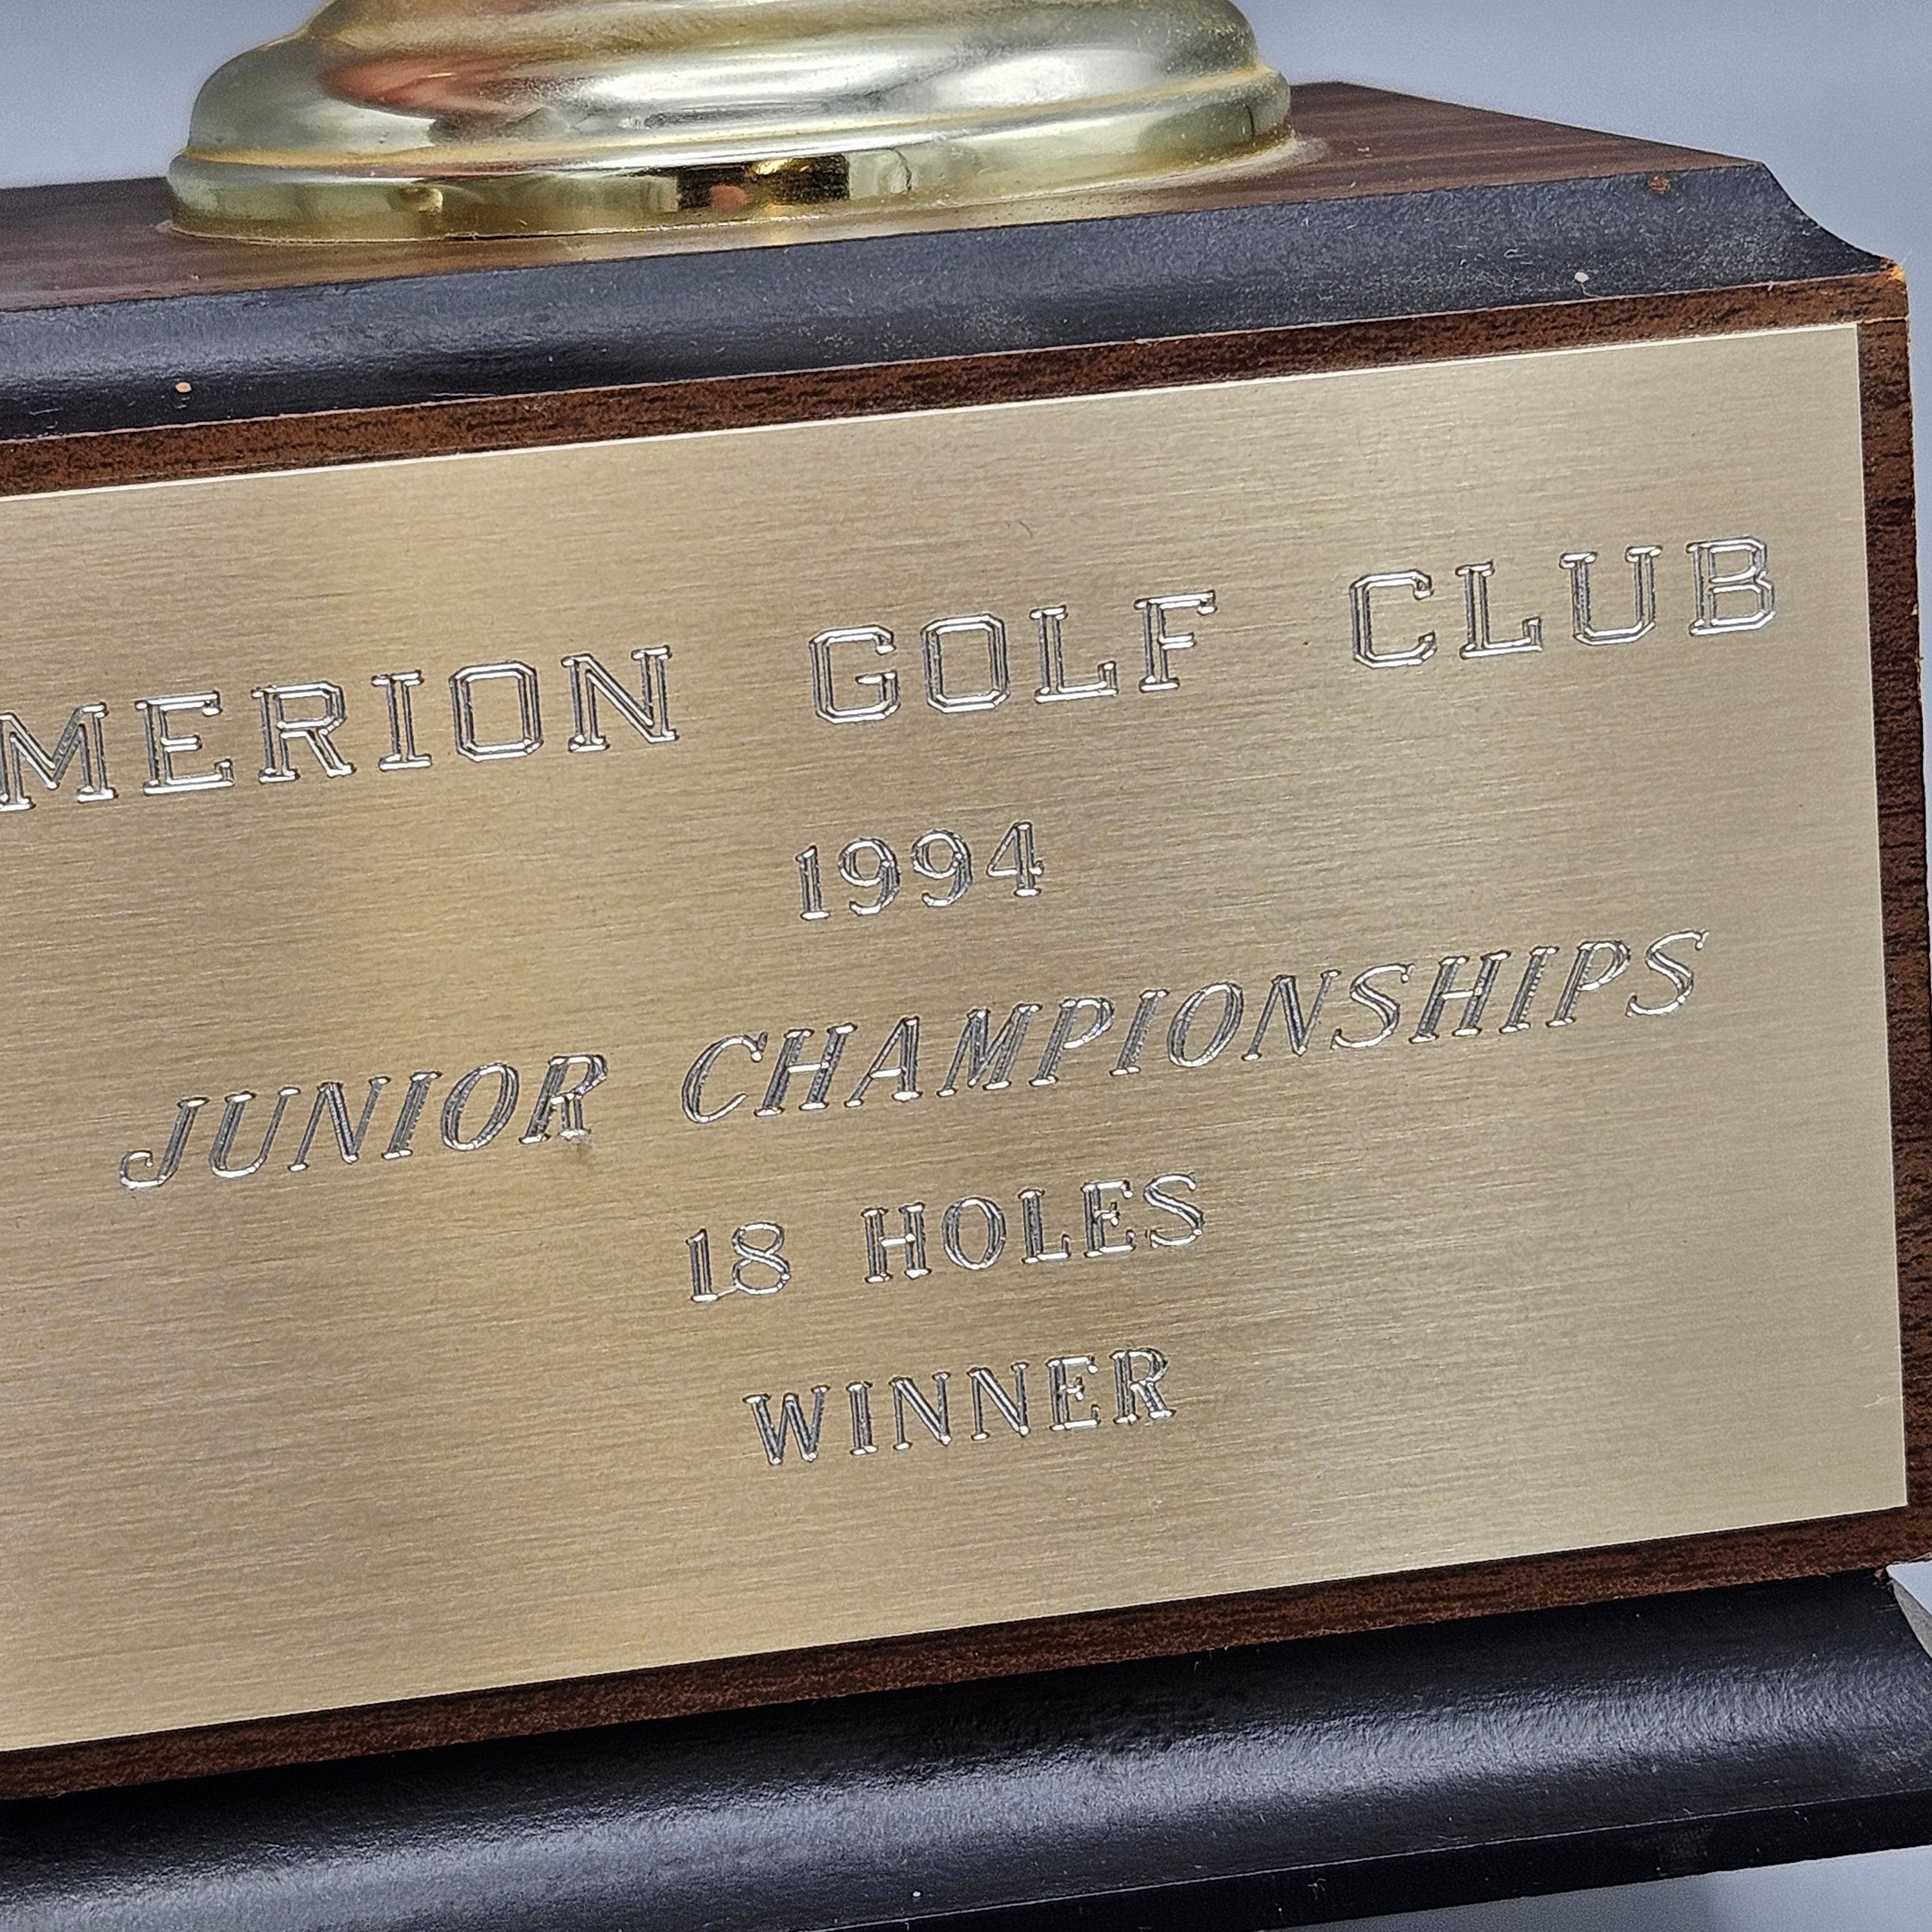 MERION GOLF CLUB
1994
JUNIOR CHAMPIONSHIPS
18 HOLES
WINNER